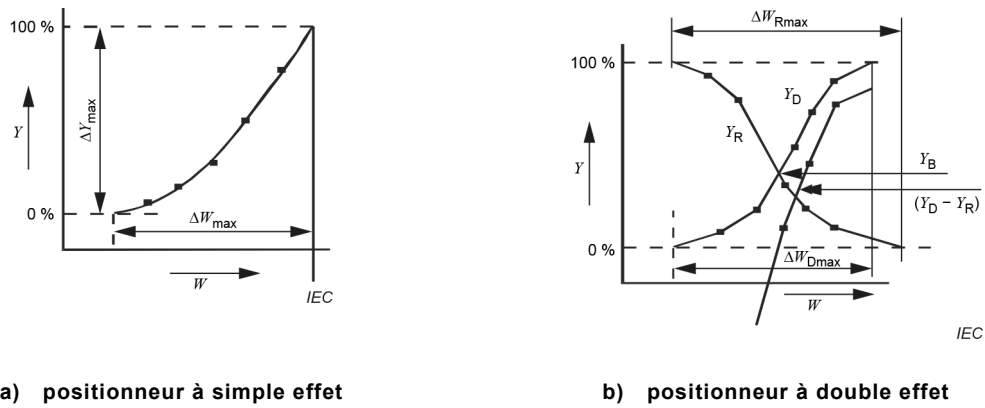 100 %
ΔYmax
Y
0 %
ΔWmax
W
IEC
a) positionneur à simple effet
ΔWRmax
100 %
YD
YR
YB
Y
(YD − YR)
0 %
ΔWDmax
W
IEC
b) positionneur à double effet